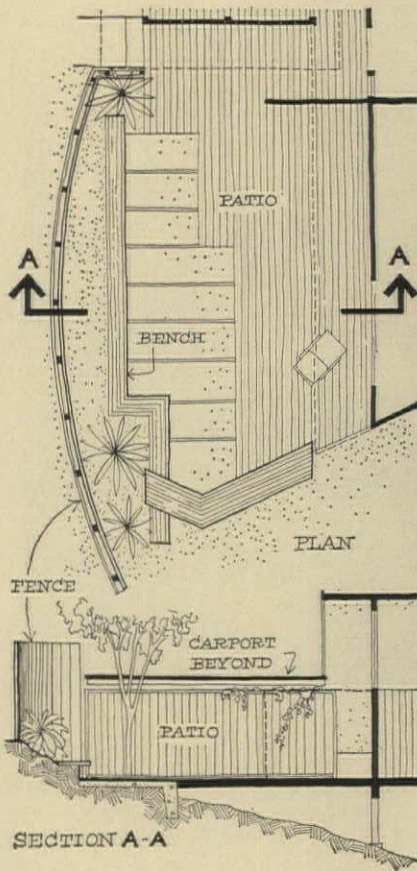 PATIO
A
A
BENCH
PLAN
FENCE
CARPORT
BEYOND
PATIO
SECTION A-A